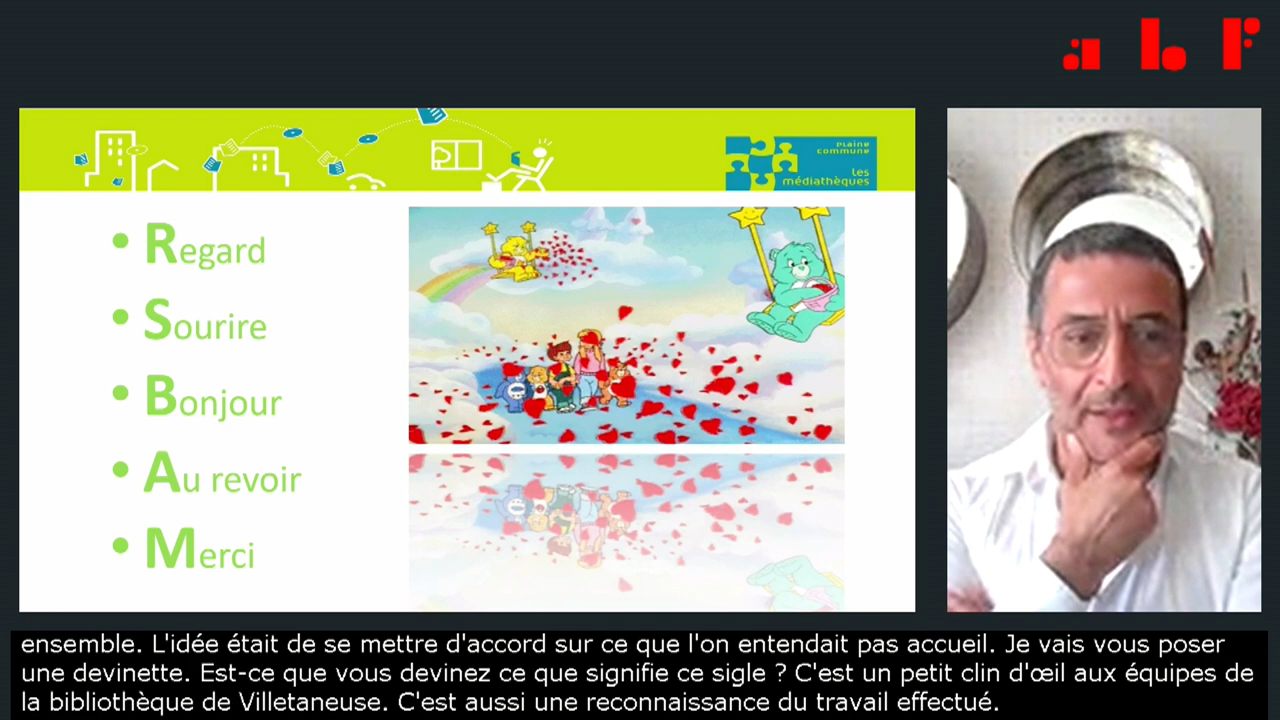 abf
plaine
commune
les
médiathèques
Regard
Sourire
Bonjour
Au revoir
Merci
ensemble. L'idée était de se mettre d'accord sur ce que l'on entendait pas accueil. Je vais vous poser
une devinette. Est-ce que vous devinez ce que signifie ce sigle ? C'est un petit clin d'œil aux équipes de
la bibliothèque de Villetaneuse. C'est aussi une reconnaissance du travail effectué.